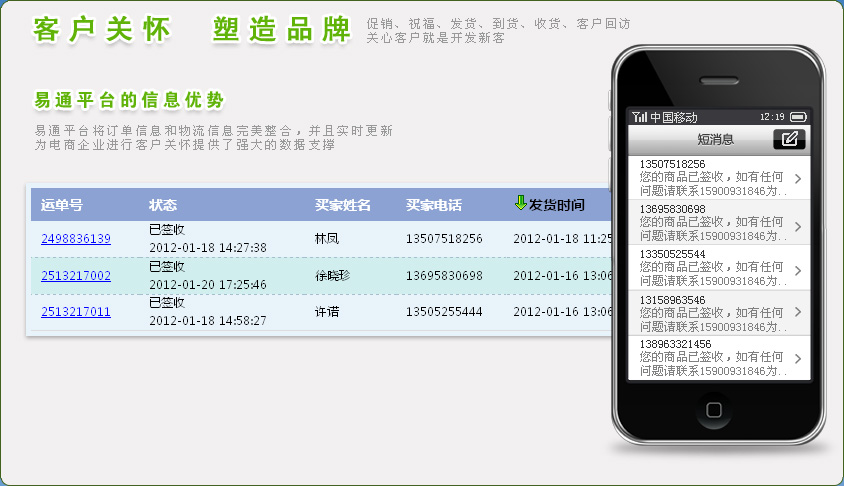 客户关怀 塑造品牌
促销、祝福、发货、到货、收货、客户回访
关心客户就是开发新客
易通平台的信息优势
易通平台将订单信息和物流信息完美整合，并且实时更新
为电商企业进行客户关怀提供了强大的数据支撑
运单号 状态 买家姓名 买家电话 发货时间
2498836139 已签收 2012-01-18 14:27:38 林凤 13507518256 2012-01-18 11:25
2513217002 已签收 2012-01-20 17:25:46 徐晓珍 13695830698 2012-01-16 13:06
2513217011 已签收 2012-01-18 14:58:27 许诺 13505255444 2012-01-16 13:06
中国移动 12:19
短消息
13507518256
您的商品已签收，如有任何
问题请联系15900931846为..
13695830698
您的商品已签收，如有任何
问题请联系15900931846为..
13350525544
您的商品已签收，如有任何
问题请联系15900931846为..
13158963546
您的商品已签收，如有任何
问题请联系15900931846为..
138963321456
您的商品已签收，如有任何
问题请联系15900931846为..